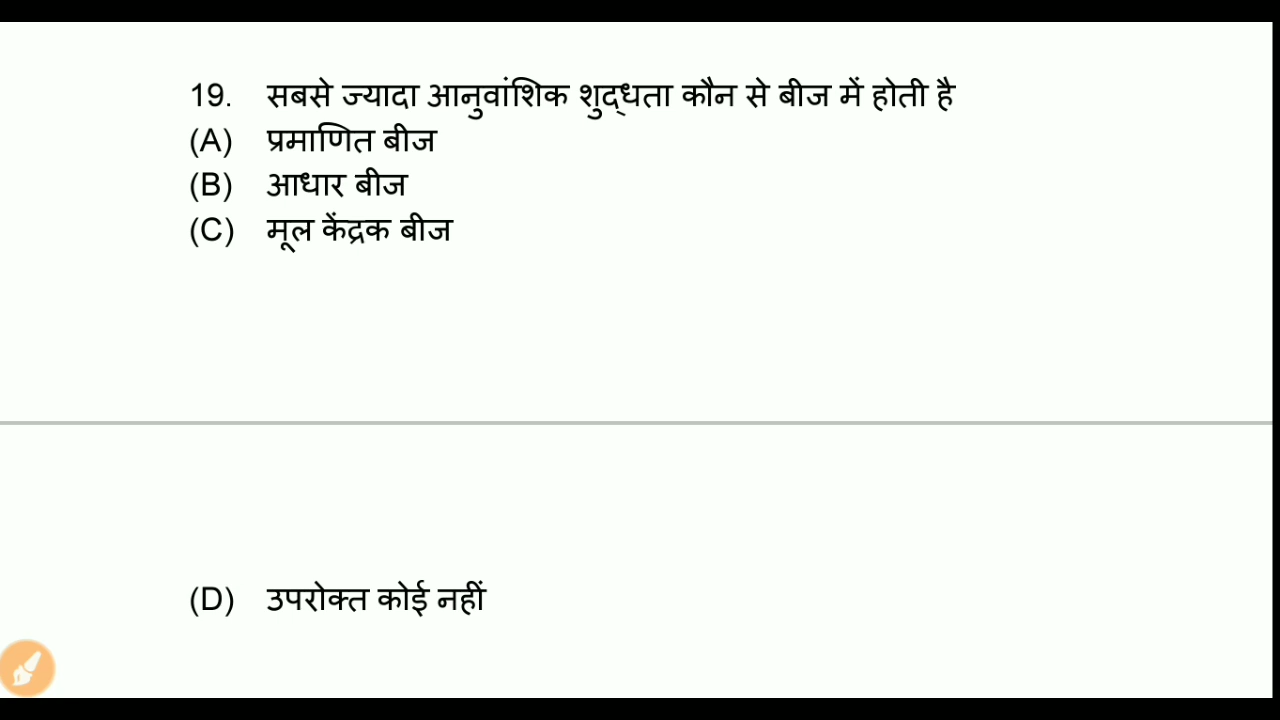 19. सबसे ज्यादा आनुवांशिक शुद्धता कौन से बीज में होती है
(A) प्रमाणित बीज
(B) आधार बीज
(C) मूल केंद्रक बीज
(D) उपरोक्त कोई नहीं